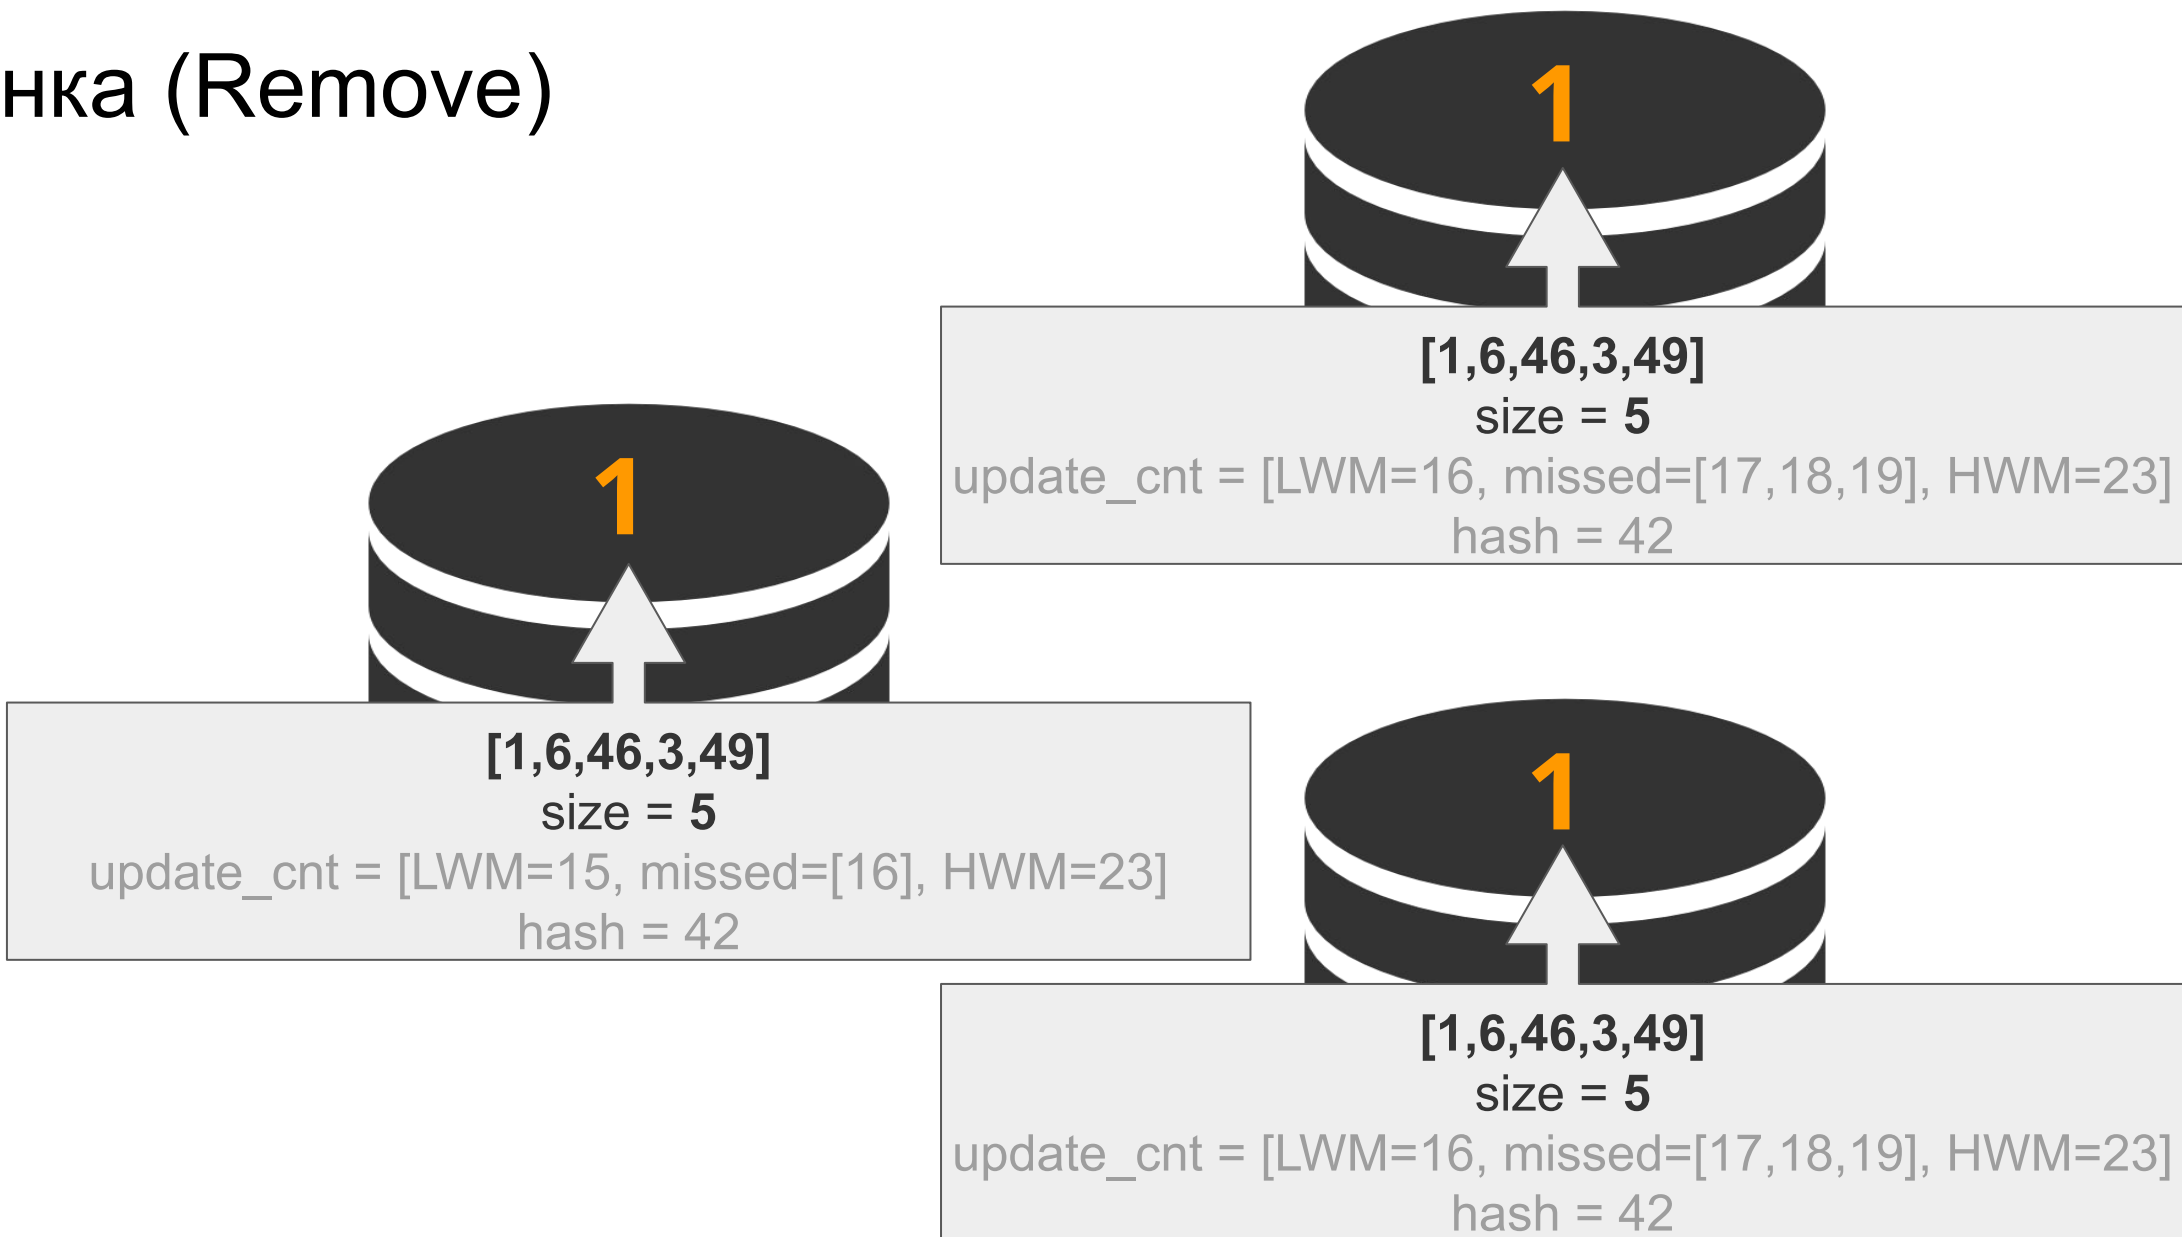 нка (Remove)
1
[1,6,46,3,49]
size = 5
update_cnt = [LWM=16, missed=[17,18,19], HWM=23]
hash = 42
1
[1,6,46,3,49]
size = 5
update_cnt = [LWM=15, missed=[16], HWM=23]
hash = 42
1
[1,6,46,3,49]
size = 5
update_cnt = [LWM=16, missed=[17,18,19], HWM=23]
hash = 42